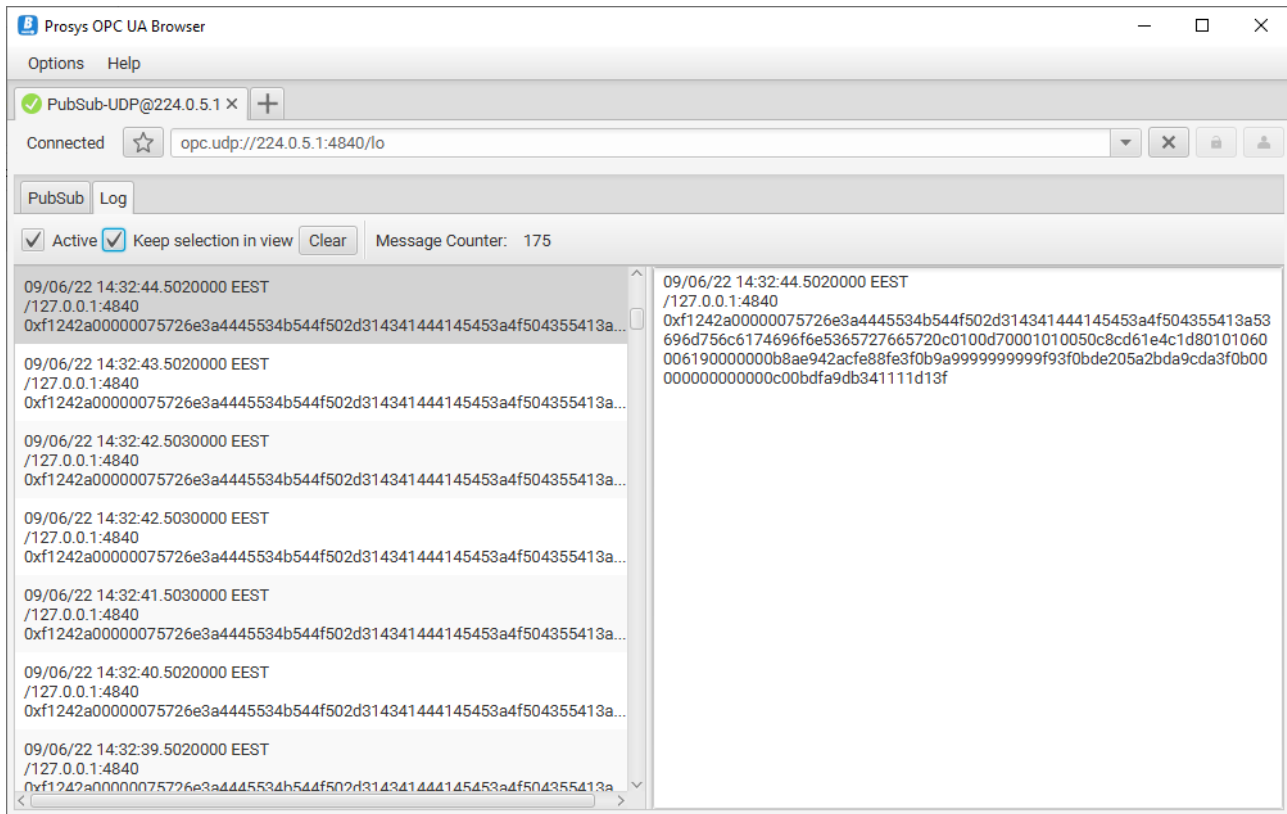 Prosys OPC UA Browser
Options Help
PubSub-UDP@224.0.5.1
Connected opc.udp://224.0.5.1:4840/lo
PubSub Log
Active Keep selection in view Clear Message Counter: 175
09/06/22 14:32:44.5020000 EEST
/127.0.0.1:4840
0xf1242a00000075726e3a4445534b544f502d314341444145453a4f504355413a...
09/06/22 14:32:43.5020000 EEST
/127.0.0.1:4840
0xf1242a00000075726e3a4445534b544f502d314341444145453a4f504355413a...
09/06/22 14:32:42.5030000 EEST
/127.0.0.1:4840
0xf1242a00000075726e3a4445534b544f502d314341444145453a4f504355413a...
09/06/22 14:32:42.5030000 EEST
/127.0.0.1:4840
0xf1242a00000075726e3a4445534b544f502d314341444145453a4f504355413a...
09/06/22 14:32:41.5030000 EEST
/127.0.0.1:4840
0xf1242a00000075726e3a4445534b544f502d314341444145453a4f504355413a...
09/06/22 14:32:40.5020000 EEST
/127.0.0.1:4840
0xf1242a00000075726e3a4445534b544f502d314341444145453a4f504355413a...
09/06/22 14:32:39.5020000 EEST
/127.0.0.1:4840
0xf1242a00000075726e3a4445534b544f502d314341444145453a4f504355413a
09/06/22 14:32:44.5020000 EEST
/127.0.0.1:4840
0xf1242a00000075726e3a4445534b544f502d314341444145453a4f504355413a53
696d756c6174696f6e5365727665720c0100d70001010050c8cd61e4c1d80101060
006190000000b8ae942acfe88fe3f0b9a9999999999f93f0bde205a2bda9cda3f0b00
000000000000c00bdfa9db341111d13f